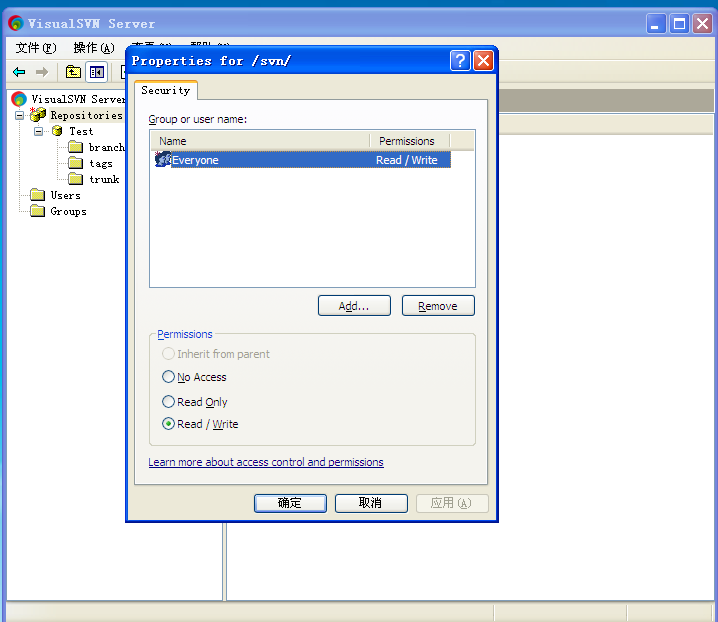 VisualSVN Server
文件(F) 操作(A)
Properties for /svn/
Security
VisualSVN Server
Repositories
Test
branch
tags
trunk
Users
Groups
Group or user name:
Name Permissions
Everyone Read / Write
Add... Remove
Permissions
Inherit from parent
No Access
Read Only
Read / Write
Learn more about access control and permissions
确定 取消 应用(A)